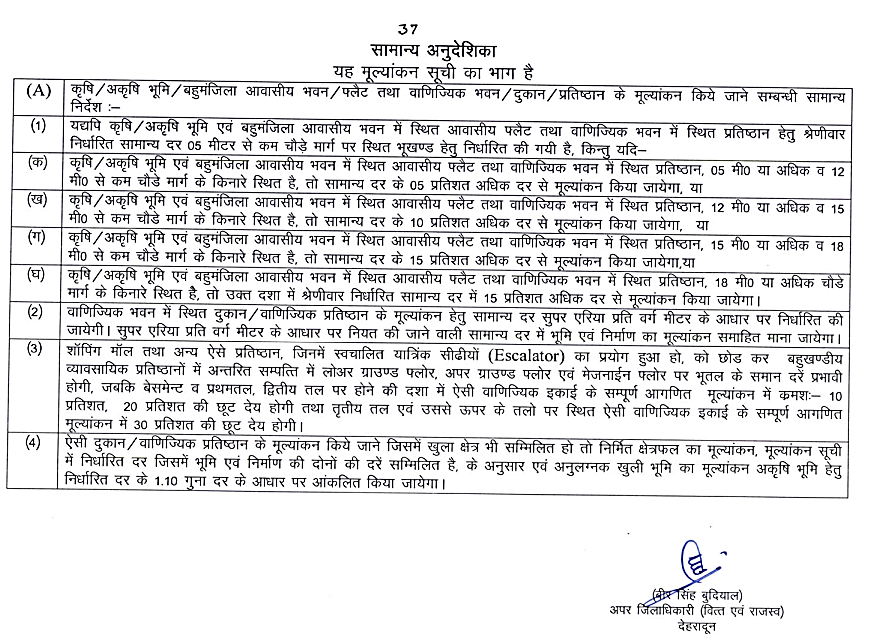 37
सामान्य अनुदेशिका
यह मूल्यांकन सूची का भाग है
(A) कृषि/अकृषि भूमि/बहुमंजिला आवासीय भवन/फ्लैट तथा वाणिज्यिक भवन/दुकान/प्रतिष्ठान के मूल्यांकन किये जाने सम्बन्धी सामान्य
निर्देश :–
(1) यद्यपि कृषि/अकृषि भूमि एवं बहुमंजिला आवासीय भवन में स्थित आवासीय फ्लैट तथा वाणिज्यिक भवन में स्थित प्रतिष्ठान हेतु श्रेणीवार
निर्धारित सामान्य दर 05 मीटर से कम चौड़े मार्ग पर स्थित भूखण्ड हेतु निर्धारित की गयी है, किन्तु यदि–
(क) कृषि/अकृषि भूमि एवं बहुमंजिला आवासीय भवन में स्थित आवासीय फ्लैट तथा वाणिज्यिक भवन में स्थित प्रतिष्ठान, 05 मी0 या अधिक व 12
मी0 से कम चौडे मार्ग के किनारे स्थित है, तो सामान्य दर के 05 प्रतिशत अधिक दर से मूल्यांकन किया जायेगा, या
(ख) कृषि/अकृषि भूमि एवं बहुमंजिला आवासीय भवन में स्थित आवासीय फ्लैट तथा वाणिज्यिक भवन में स्थित प्रतिष्ठान, 12 मी0 या अधिक व 15
मी0 से कम चौडे मार्ग के किनारे स्थित है, तो सामान्य दर के 10 प्रतिशत अधिक दर से मूल्यांकन किया जायेगा, या
(ग) कृषि/अकृषि भूमि एवं बहुमंजिला आवासीय भवन में स्थित आवासीय फ्लैट तथा वाणिज्यिक भवन में स्थित प्रतिष्ठान, 15 मी0 या अधिक व 18
मी0 से कम चौडे मार्ग के किनारे स्थित है, तो सामान्य दर के 15 प्रतिशत अधिक दर से मूल्यांकन किया जायेगा,या
(घ) कृषि/अकृषि भूमि एवं बहुमंजिला आवासीय भवन में स्थित आवासीय फ्लैट तथा वाणिज्यिक भवन में स्थित प्रतिष्ठान, 18 मी0 या अधिक चौडे
मार्ग के किनारे स्थित है, तो उक्त दशा में श्रेणीवार निर्धारित सामान्य दर में 15 प्रतिशत अधिक दर से मूल्यांकन किया जायेगा।
(2) वाणिज्यिक भवन में स्थित दुकान/वाणिज्यिक प्रतिष्ठान के मूल्यांकन हेतु सामान्य दर सुपर एरिया प्रति वर्ग मीटर के आधार पर निर्धारित की
जायेगी। सुपर एरिया प्रति वर्ग मीटर के आधार पर नियत की जाने वाली सामान्य दर में भूमि एवं निर्माण का मूल्यांकन समाहित माना जायेगा।
(3) शॉपिंग मॉल तथा अन्य ऐसे प्रतिष्ठान, जिनमें स्वचालित यात्रिंक सीढीयों (Escalator) का प्रयोग हुआ हो, को छोड कर बहुखण्डीय
व्यावसायिक प्रतिष्ठानों में अन्तरित सम्पत्ति में लोअर ग्राउण्ड फ्लोर, अपर ग्राउण्ड फ्लोर एवं मेजनाईन फ्लोर पर भूतल के समान दरें प्रभावी
होगी, जबकि बेसमेन्ट व प्रथमतल, द्वितीय तल पर होने की दशा में ऐसी वाणिज्यिक इकाई के सम्पूर्ण आगणित मूल्यांकन में कमशः– 10
प्रतिशत, 20 प्रतिशत की छूट देय होगी तथा तृतीय तल एवं उससे ऊपर के तलो पर स्थित ऐसी वाणिज्यिक इकाई के सम्पूर्ण आगणित
मूल्यांकन में 30 प्रतिशत की छूट देय होगी।
(4) ऐसी दुकान/वाणिज्यिक प्रतिष्ठान के मूल्यांकन किये जाने जिसमें खुला क्षेत्र भी सम्मिलित हो तो निर्मित क्षेत्रफल का मूल्यांकन, मूल्यांकन सूची
में निर्धारित दर जिसमें भूमि एवं निर्माण की दोनों की दरें सम्मिलित है, के अनुसार एवं अनुलग्नक खुली भूमि का मूल्यांकन अकृषि भूमि हेतु
निर्धारित दर के 1.10 गुना दर के आधार पर आंकलित किया जायेगा।
(बीर सिंह बुदियाल)
अपर जिलाधिकारी (वित्त एवं राजस्व)
देहरादून